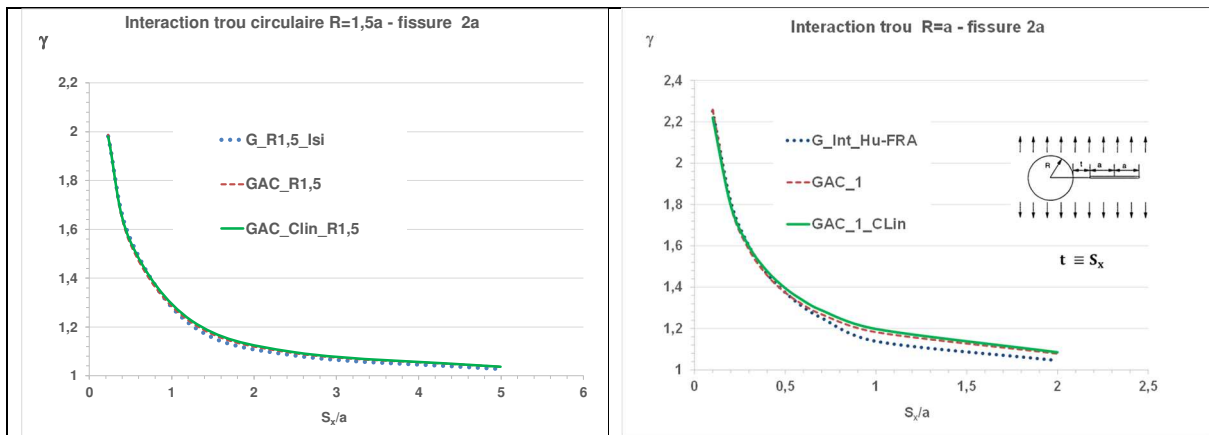 Interaction trou circulaire R=1,5a - fissure 2a
γ
2,2
2
1,8
1,6
1,4
1,2
1
0
1
2
3
4
5
6
G_R1,5_Isi
GAC_R1,5
GAC_Clin_R1,5
Sx/a
Interaction trou R=a - fissure 2a
γ
2,4
2,2
2
1,8
1,6
1,4
1,2
1
0
0,5
1
1,5
2
2,5
G_Int_Hu-FRA
GAC_1
GAC_1_CLin
R
t
a
a
t ≡ Sx
Sx/a